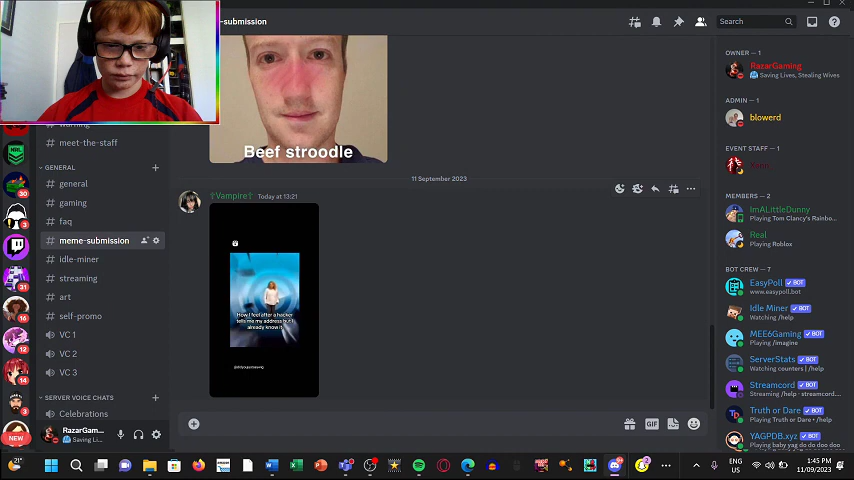 -submission
Search
Beef stroodle
meet-the-staff
GENERAL
general
gaming
faq
meme-submission
idle-miner
streaming
art
self-promo
VC 1
VC 2
VC 3
SERVER VOICE CHATS
Celebrations
RazarGam...
Saving Li...
11 September 2023
†Vampire† Today at 13:21
How I feel after a hacker
tells me my address but I
already know it
OWNER — 1
RazarGaming
Saving Lives, Stealing Wives
ADMIN — 1
blowerd
EVENT STAFF — 1
MEMBERS — 2
ImALittleDunny
Playing Tom Clancy's Rainbo...
Real
Playing Roblox
BOT CREW — 7
EasyPoll BOT
www.easypoll.bot
Idle Miner BOT
Watching /help
MEE6Gaming BOT
Playing /imagine
ServerStats BOT
Watching counters | /help
Streamcord BOT
Streaming /help · streamcord...
Truth or Dare BOT
Playing Truth or Dare • /help
YAGPDB.xyz BOT
Playing baby yag do do doo do
30
3
31
16
12
14
3
NEW
GIF
21°
ENG
US
1:45 PM
11/09/2023